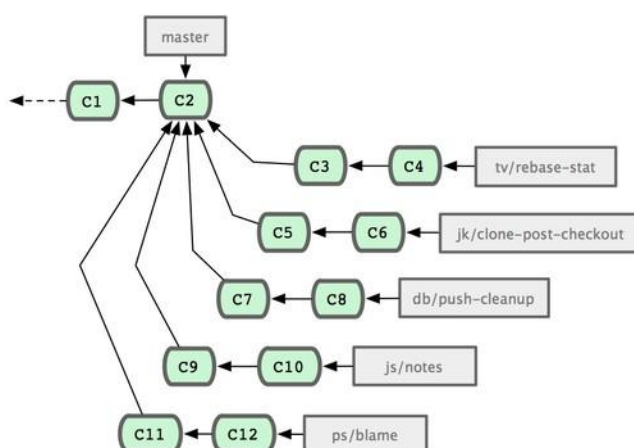 master
C1 C2
C3 C4 tv/rebase-stat
C5 C6 jk/clone-post-checkout
C7 C8 db/push-cleanup
C9 C10 js/notes
C11 C12 ps/blame